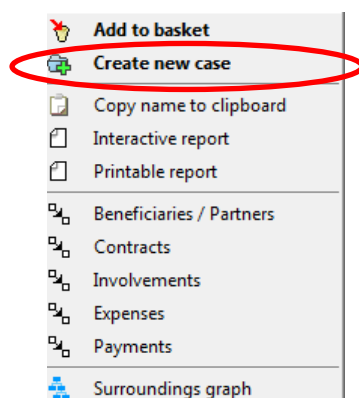 Add to basket
Create new case
Copy name to clipboard
Interactive report
Printable report
Beneficiaries / Partners
Contracts
Involvements
Expenses
Payments
Surroundings graph